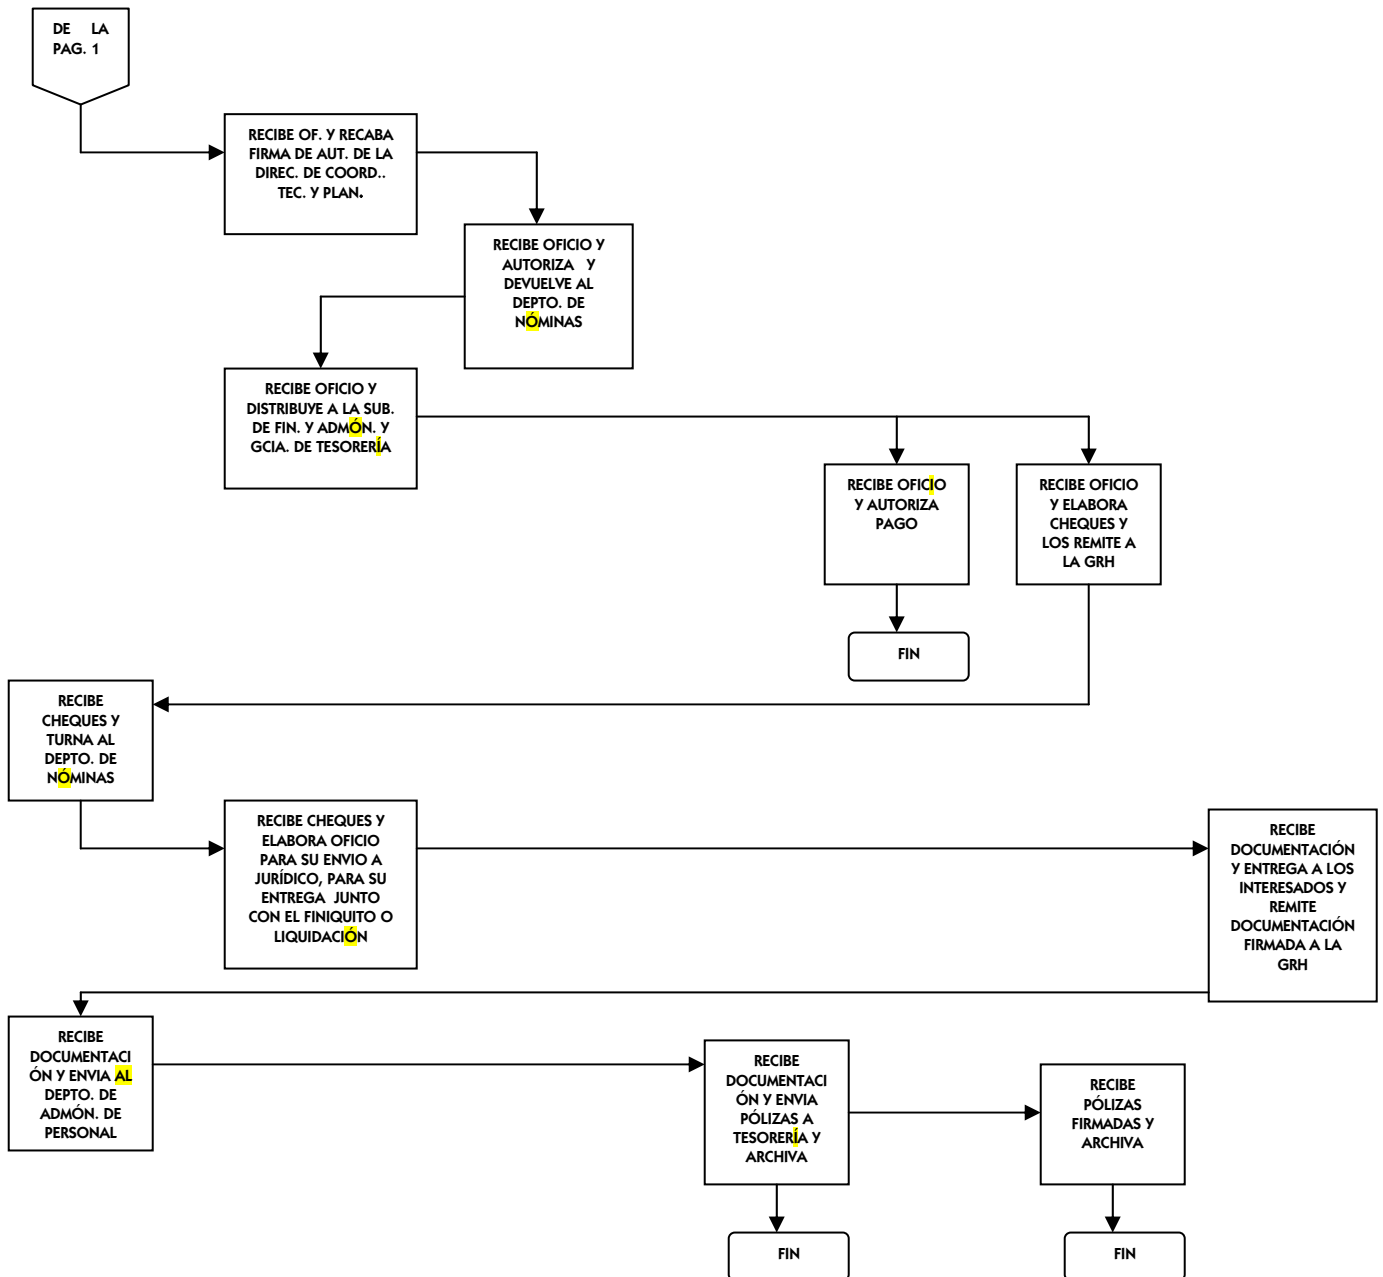 DE LA
PAG. 1
RECIBE OF. Y RECABA
FIRMA DE AUT. DE LA
DIREC. DE COORD..
TEC. Y PLAN.
RECIBE OFICIO Y
AUTORIZA Y
DEVUELVE AL
DEPTO. DE
NÓMINAS
RECIBE OFICIO Y
DISTRIBUYE A LA SUB.
DE FIN. Y ADMÓN. Y
GCIA. DE TESORERÍA
RECIBE OFICIO
Y AUTORIZA
PAGO
RECIBE OFICIO
Y ELABORA
CHEQUES Y
LOS REMITE A
LA GRH
FIN
RECIBE
CHEQUES Y
TURNA AL
DEPTO. DE
NÓMINAS
RECIBE CHEQUES Y
ELABORA OFICIO
PARA SU ENVIO A
JURÍDICO, PARA SU
ENTREGA JUNTO
CON EL FINIQUITO O
LIQUIDACIÓN
RECIBE
DOCUMENTACIÓN
Y ENTREGA A LOS
INTERESADOS Y
REMITE
DOCUMENTACIÓN
FIRMADA A LA
GRH
RECIBE
DOCUMENTACI
ÓN Y ENVIA AL
DEPTO. DE
ADMÓN. DE
PERSONAL
RECIBE
DOCUMENTACI
ÓN Y ENVIA
PÓLIZAS A
TESORERÍA Y
ARCHIVA
RECIBE
PÓLIZAS
FIRMADAS Y
ARCHIVA
FIN
FIN